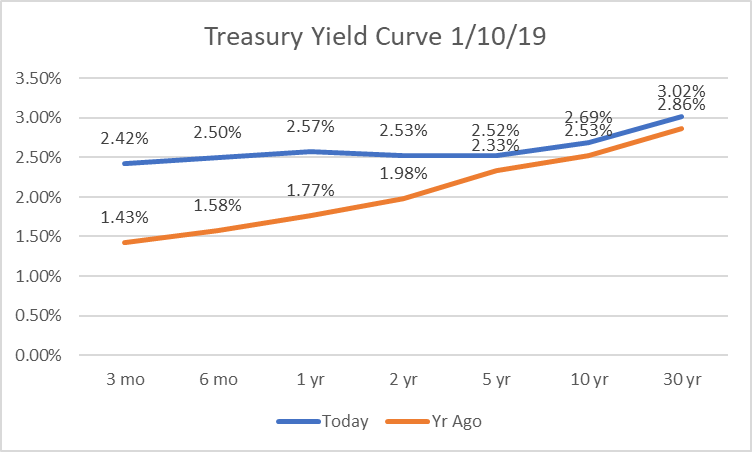 Treasury Yield Curve 1/10/19
3.50%
3.00%
2.50%
2.00%
1.50%
1.00%
0.50%
0.00%
2.42% 2.50% 2.57% 2.53% 2.52% 2.69% 3.02%
1.43% 1.58% 1.77% 1.98% 2.33% 2.53% 2.86%
3 mo 6 mo 1 yr 2 yr 5 yr 10 yr 30 yr
Today Yr Ago